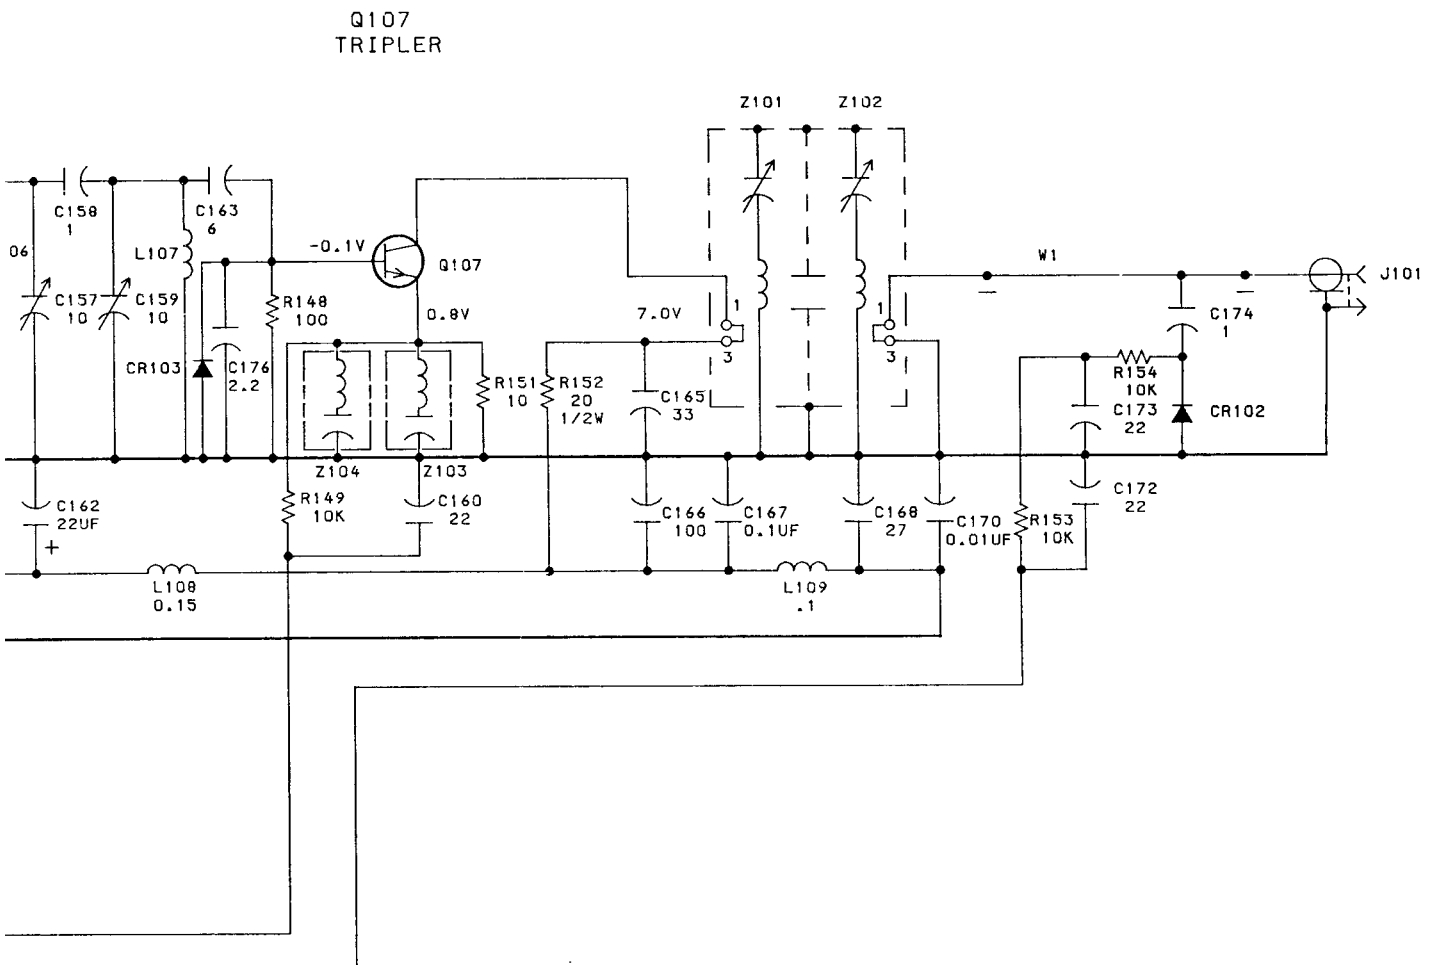 Q107
TRIPLER
Z101
Z102
C158
1
C163
6
06
L107
-0.1V
Q107
W1
J101
C157
10
C159
10
R148
100
0.8V
7.0V
1
1
C174
1
3
3
CR103
C176
2.2
R151
10
R152
20
1/2W
C165
33
R154
10K
C173
22
CR102
Z104
Z103
C162
22UF
+
R149
10K
C160
22
C166
100
C167
0.1UF
C168
27
C170
0.01UF
R153
10K
C172
22
L108
0.15
L109
.1